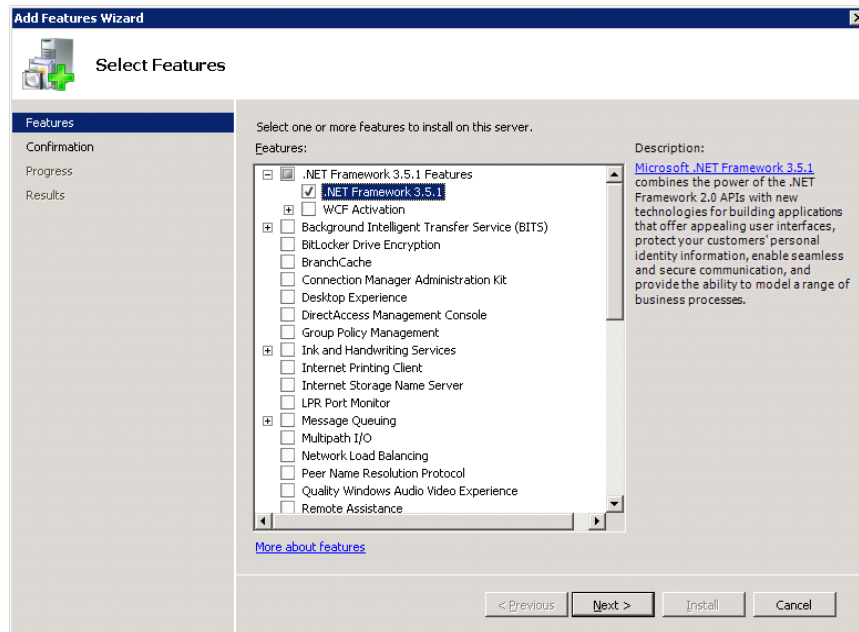 Add Features Wizard
Select Features
Features
Confirmation
Progress
Results
Select one or more features to install on this server.
Features:
.NET Framework 3.5.1 Features
.NET Framework 3.5.1
WCF Activation
Background Intelligent Transfer Service (BITS)
BitLocker Drive Encryption
BranchCache
Connection Manager Administration Kit
Desktop Experience
DirectAccess Management Console
Group Policy Management
Ink and Handwriting Services
Internet Printing Client
Internet Storage Name Server
LPR Port Monitor
Message Queuing
Multipath I/O
Network Load Balancing
Peer Name Resolution Protocol
Quality Windows Audio Video Experience
Remote Assistance
Description:
Microsoft .NET Framework 3.5.1
combines the power of the .NET
Framework 2.0 APIs with new
technologies for building applications
that offer appealing user interfaces,
protect your customers' personal
identity information, enable seamless
and secure communication, and
provide the ability to model a range of
business processes.
More about features
< Previous
Next >
Install
Cancel